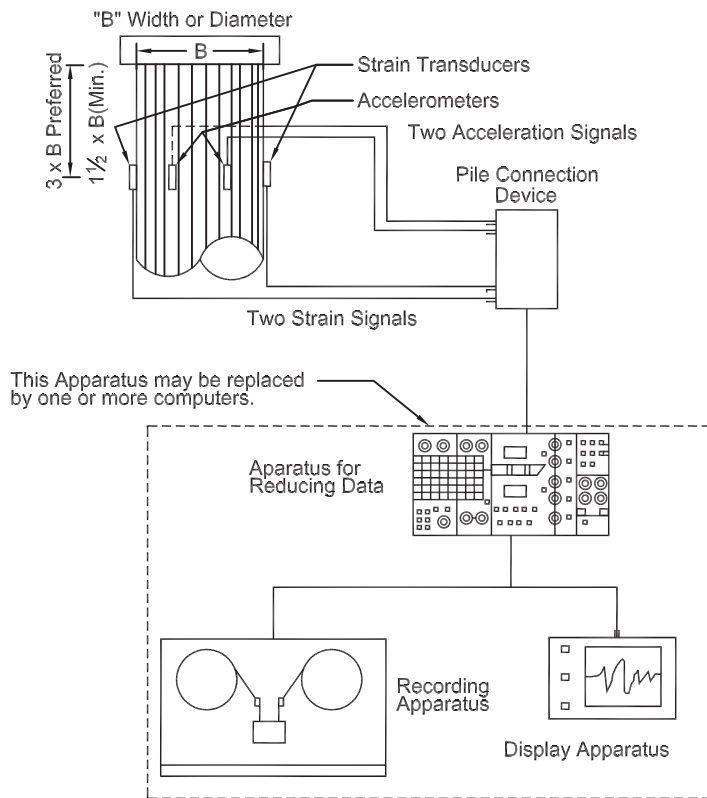 "B" Width or Diameter
B
3 x B Preferred
1½ x B(Min.)
Strain Transducers
Accelerometers
Two Acceleration Signals
Pile Connection
Device
Two Strain Signals
This Apparatus may be replaced
by one or more computers.
Aparatus for
Reducing Data
Recording
Apparatus
Display Apparatus